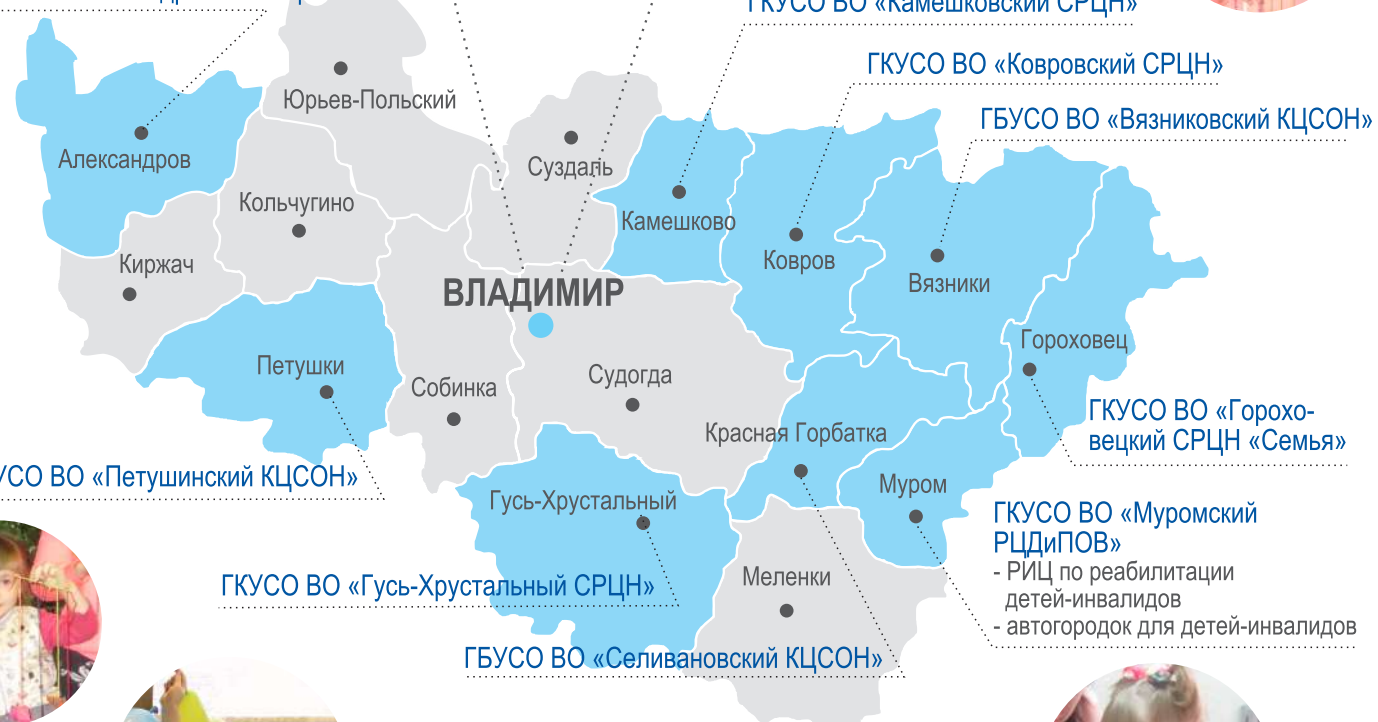 ГКУСО ВО «Камешковский СРЦН»
ГКУСО ВО «Ковровский СРЦН»
Юрьев-Польский
ГБУСО ВО «Вязниковский КЦСОН»
Александров
Суздаль
Кольчугино
Камешково
Киржач
Ковров
Вязники
ВЛАДИМИР
Гороховец
Петушки
Собинка
Судогда
ГКУСО ВО «Горохо-
вецкий СРЦН «Семья»
Красная Горбатка
УСО ВО «Петушинский КЦСОН»
Муром
Гусь-Хрустальный
ГКУСО ВО «Муромский
РЦДиПОВ»
- РИЦ по реабилитации
детей-инвалидов
- автогородок для детей-инвалидов
Меленки
ГКУСО ВО «Гусь-Хрустальный СРЦН»
ГБУСО ВО «Селивановский КЦСОН»